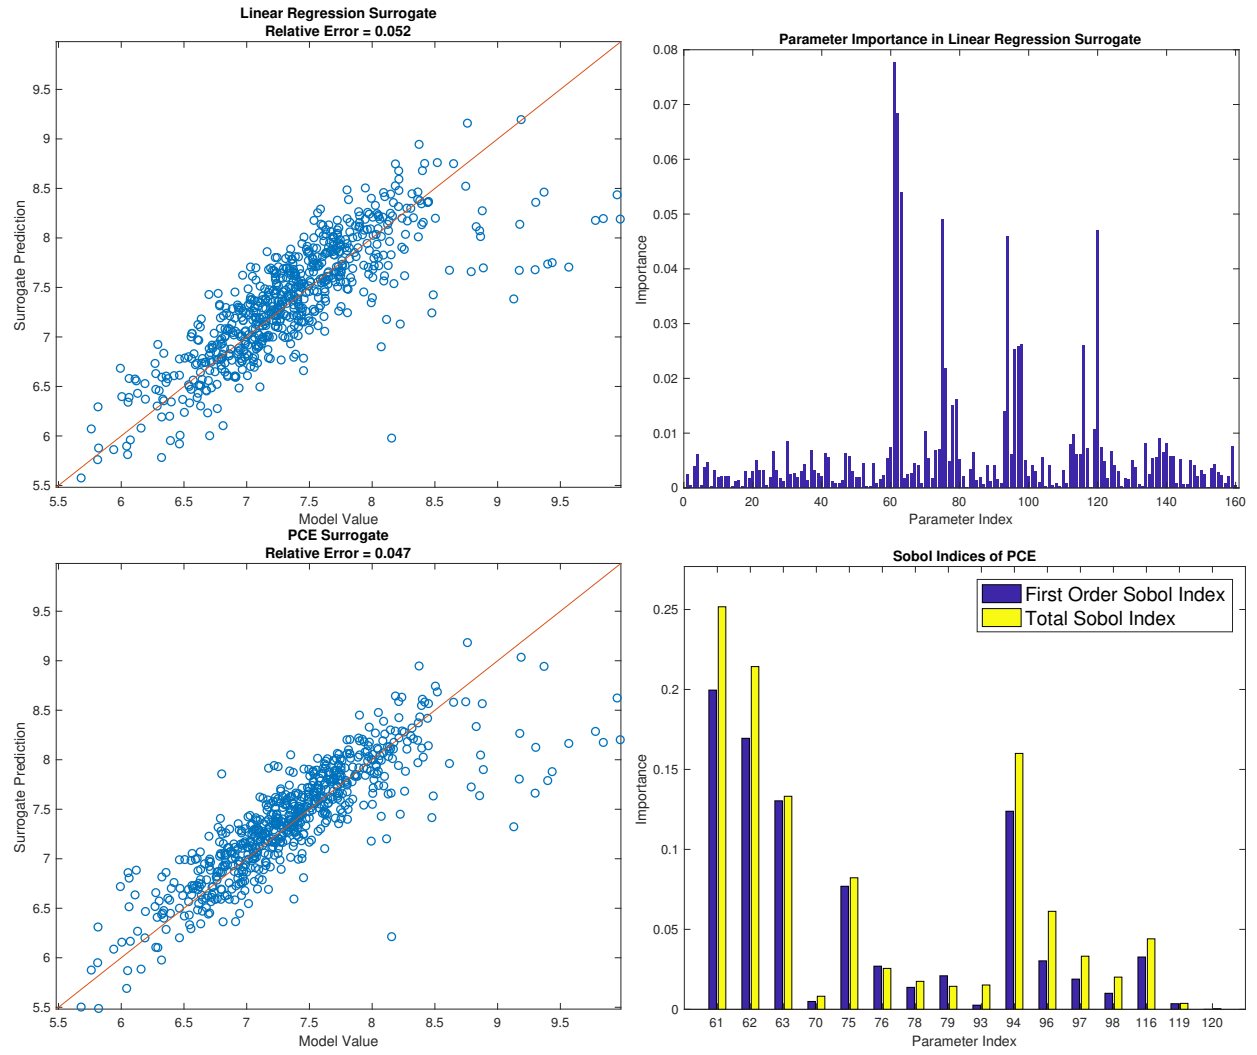 Linear Regression Surrogate
Relative Error = 0.052
9.5
9
8.5
8
7.5
7
6.5
6
5.5
Surrogate Prediction
5.5 6 6.5 7 7.5 8 8.5 9 9.5
Model Value
Parameter Importance in Linear Regression Surrogate
0.08
0.07
0.06
0.05
0.04
0.03
0.02
0.01
0
Importance
0 20 40 60 80 100 120 140 160
Parameter Index
PCE Surrogate
Relative Error = 0.047
9.5
9
8.5
8
7.5
7
6.5
6
5.5
Surrogate Prediction
5.5 6 6.5 7 7.5 8 8.5 9 9.5
Model Value
Sobol Indices of PCE
First Order Sobol Index
Total Sobol Index
0.25
0.2
0.15
0.1
0.05
0
Importance
61 62 63 70 75 76 78 79 93 94 96 97 98 116 119 120
Parameter Index